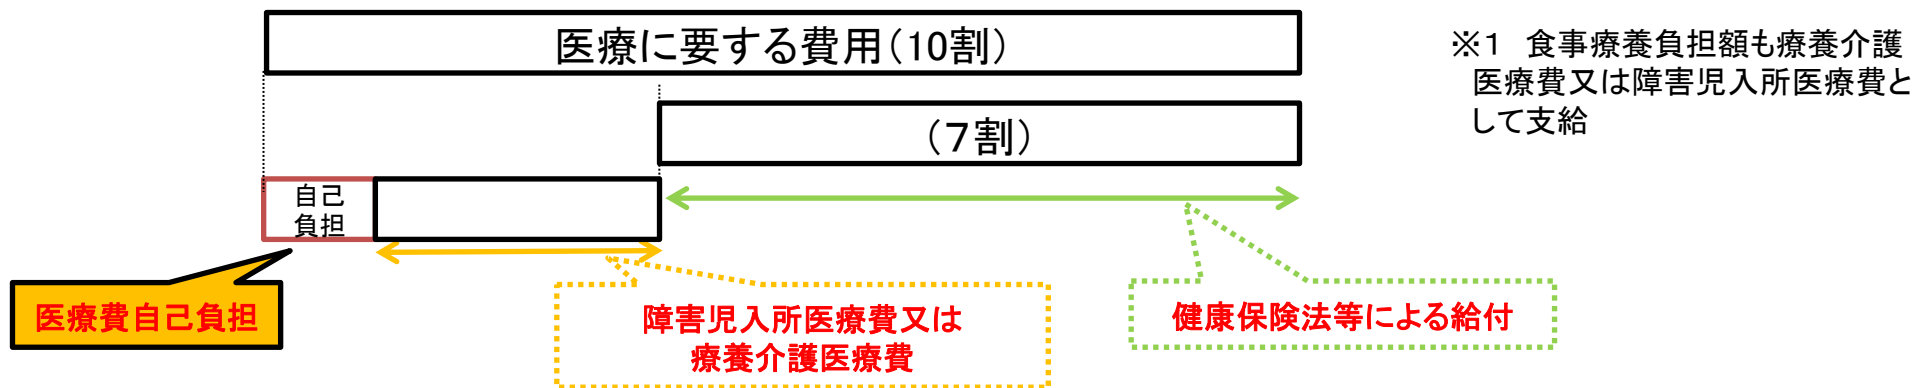 医療に要する費用(10割)
※1 食事療養負担額も療養介護
医療費又は障害児入所医療費と
して支給
(7割)
自己
負担
医療費自己負担
障害児入所医療費又は
療養介護医療費
健康保険法等による給付